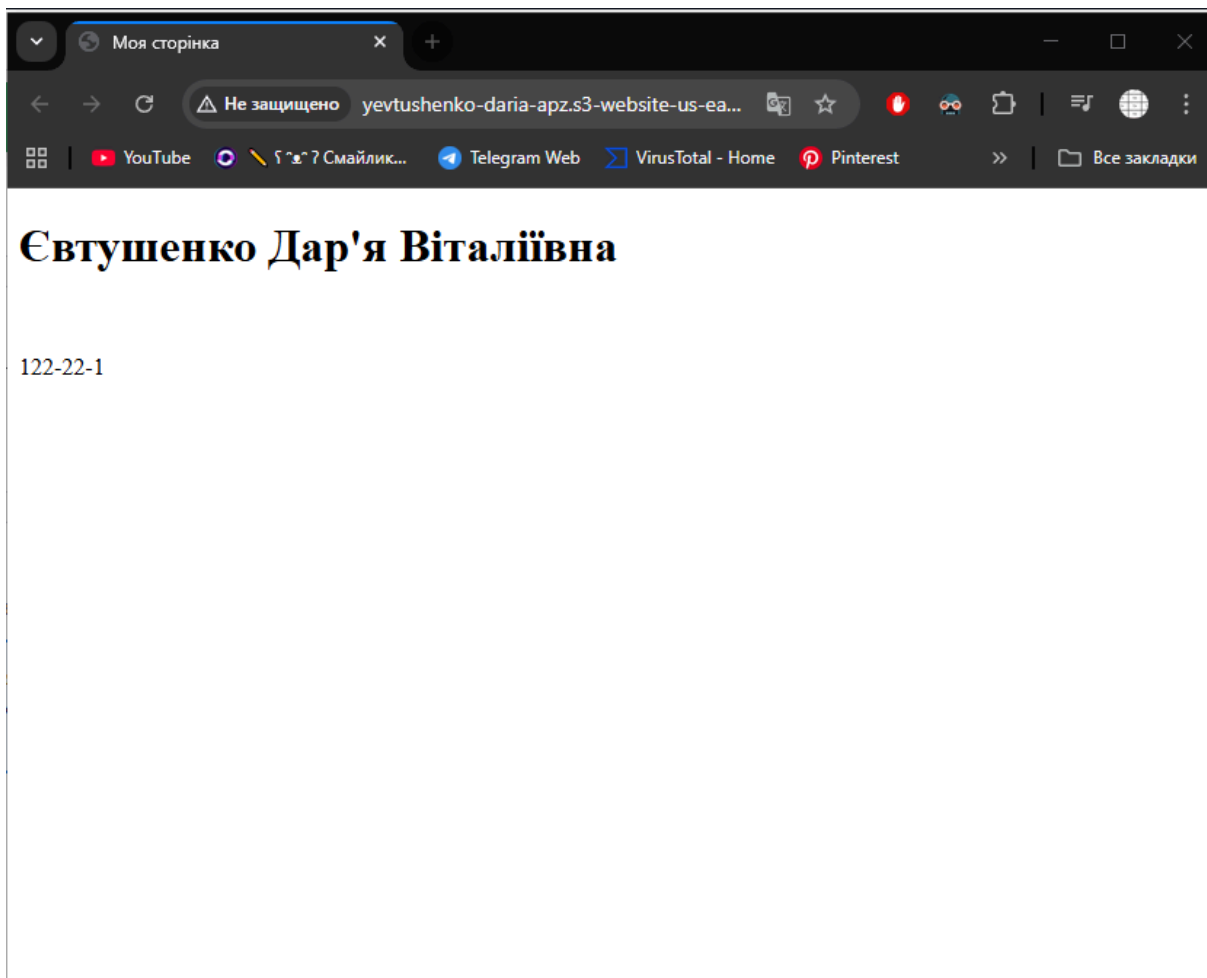 Моя сторінка
Не защищено yevtushenko-daria-apz.s3-website-us-ea...
YouTube Смайлик... Telegram Web VirusTotal - Home Pinterest » Все закладки
Євтушенко Дар'я Віталіївна
122-22-1